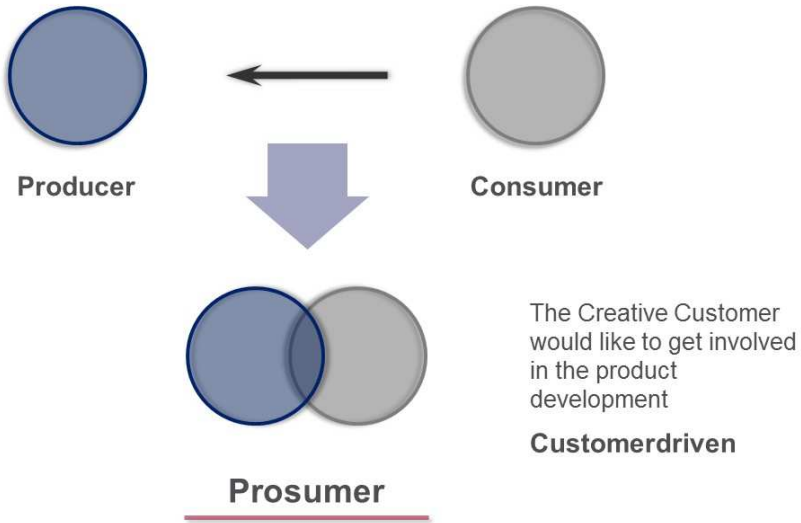 Producer
Consumer
The Creative Customer
would like to get involved
in the product
development
Customerdriven
Prosumer